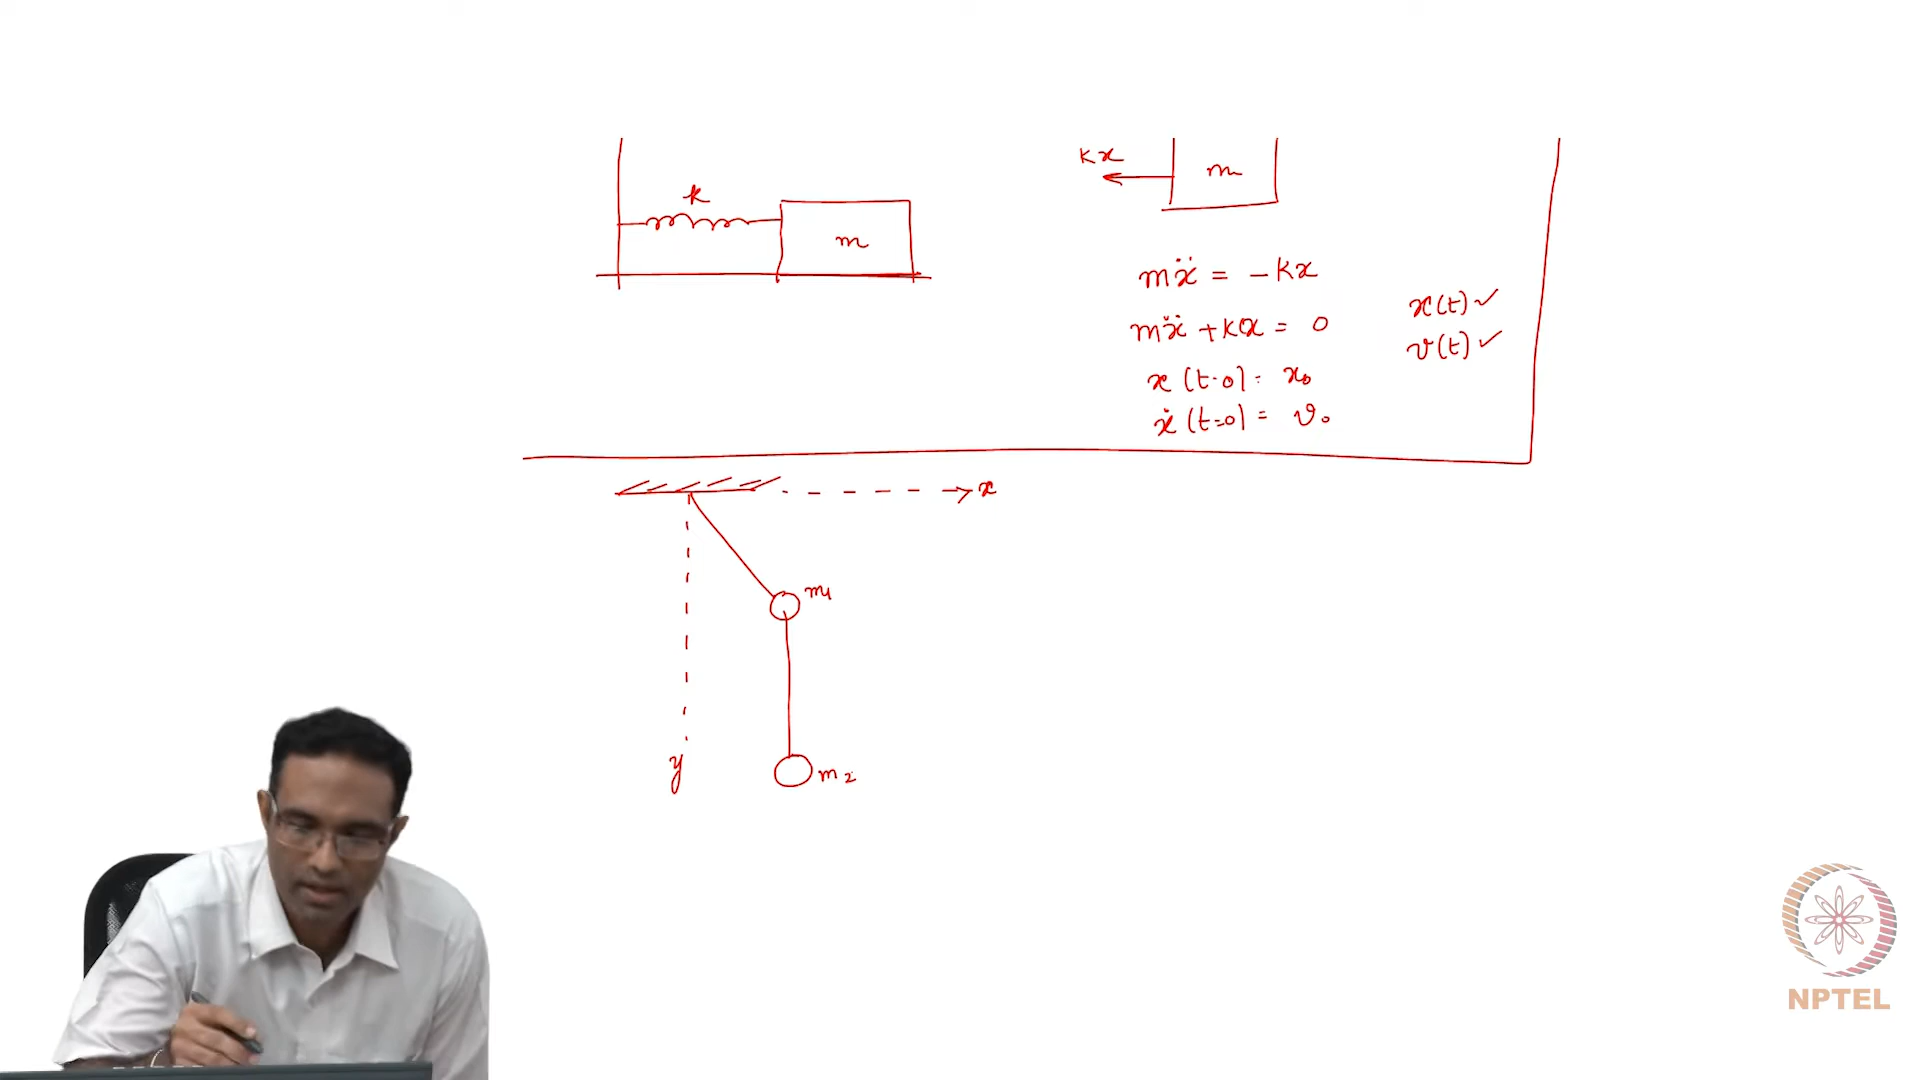 k
m
kx
m
mẍ = -kx
mẍ + kx = 0
x (t=0) = x₀
ẋ (t=0) = v₀
x(t) ✓
v(t) ✓
x
m₁
y
m₂
NPTEL